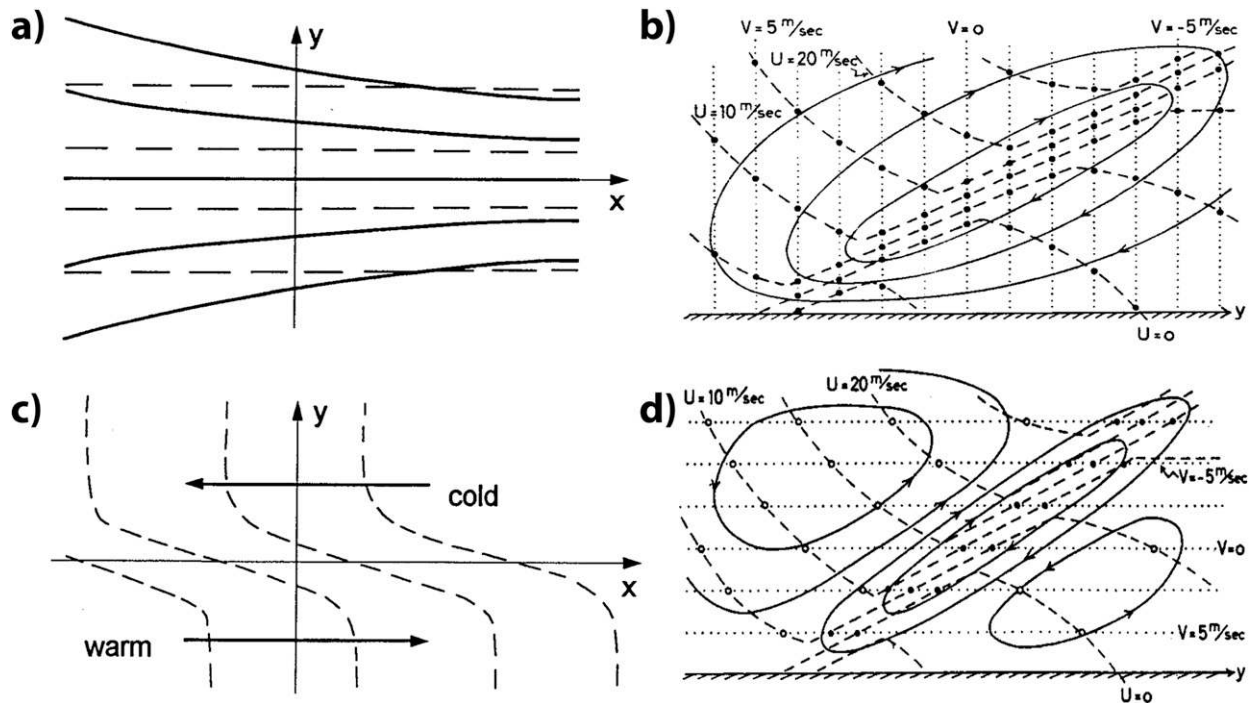 a)
y
x
b)
V = 5 m/sec
V=0
V=-5 m/sec
U=20 m/sec
U=10 m/sec
y
U=0
c)
y
cold
x
warm
d)
U=10 m/sec
U=20 m/sec
V=-5 m/sec
V=0
V=5 m/sec
y
U=0